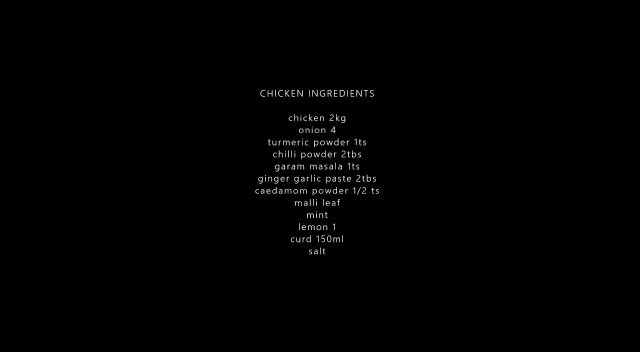 CHICKEN INGREDIENTS
chicken 2kg
onion 4
turmeric powder 1ts
chilli powder 2tbs
garam masala 1ts
ginger garlic paste 2tbs
caedamom powder 1/2 ts
malli leaf
mint
lemon 1
curd 150ml
salt